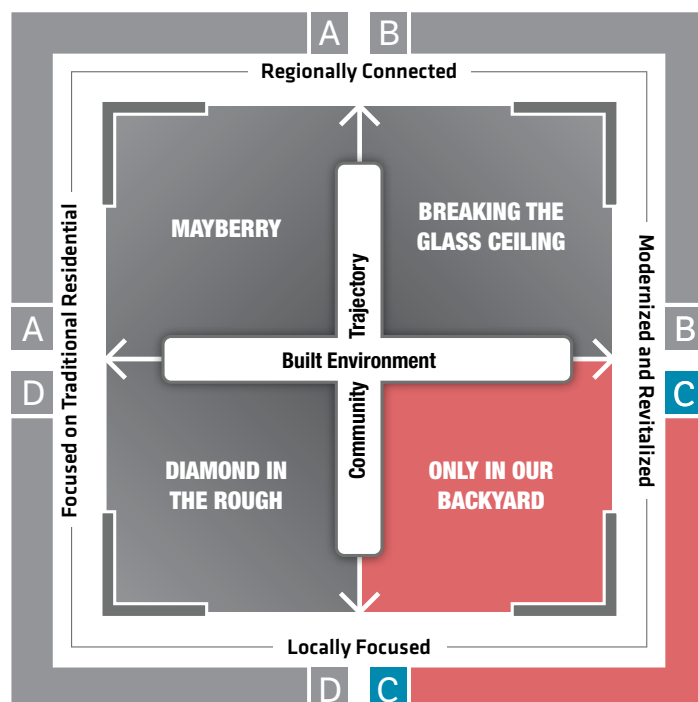 A B
Regionally Connected
MAYBERRY
BREAKING THE
GLASS CEILING
Focused on Traditional Residential
Modernized and Revitalized
Community Trajectory
Built Environment
A B
D C
DIAMOND IN
THE ROUGH
ONLY IN OUR
BACKYARD
Locally Focused
D C